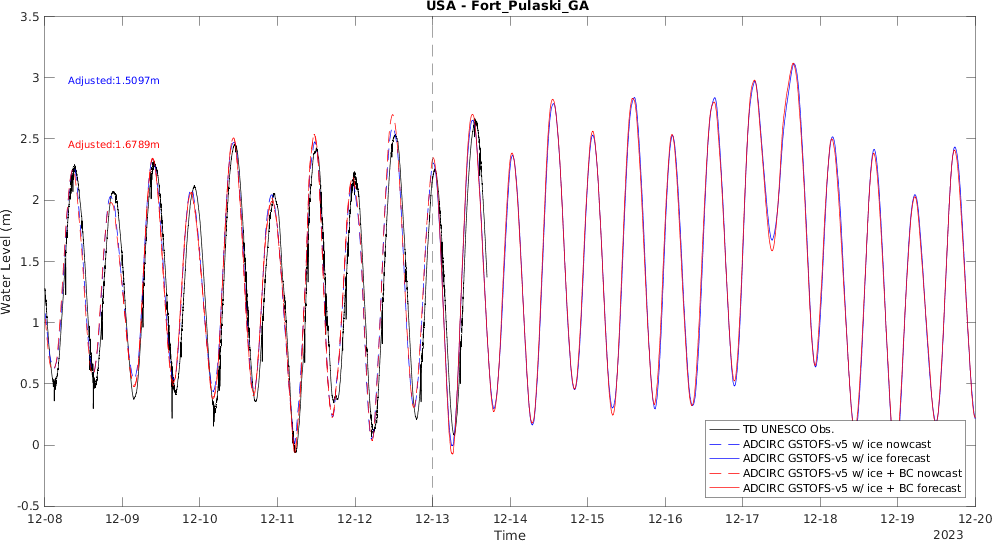 USA - Fort_Pulaski_GA
3.5
3
2.5
2
1.5
1
0.5
0
-0.5
Water Level (m)
Adjusted:1.5097m
Adjusted:1.6789m
TD UNESCO Obs.
ADCIRC GSTOFS-v5 w/ ice nowcast
ADCIRC GSTOFS-v5 w/ ice forecast
ADCIRC GSTOFS-v5 w/ ice + BC nowcast
ADCIRC GSTOFS-v5 w/ ice + BC forecast
12-08 12-09 12-10 12-11 12-12 12-13 12-14 12-15 12-16 12-17 12-18 12-19 12-20
Time
2023